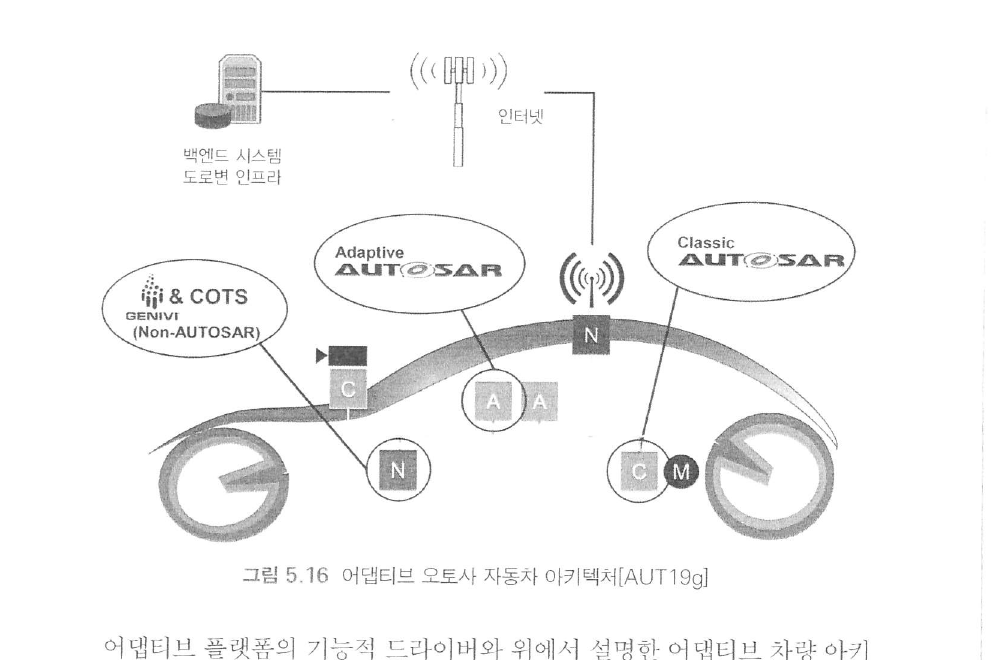 인터넷
백엔드 시스템
도로변 인프라
Adaptive
AUTOSAR
Classic
AUTOSAR
& COTS
GENIVI
(Non-AUTOSAR)
N
C
A
A
N
C
M
그림 5.16 어댑티브 오토사 자동차 아키텍처[AUT19g]
어댑티브 플랫폼의 기능적 드라이버와 위에서 설명한 어댑티브 차량 아키